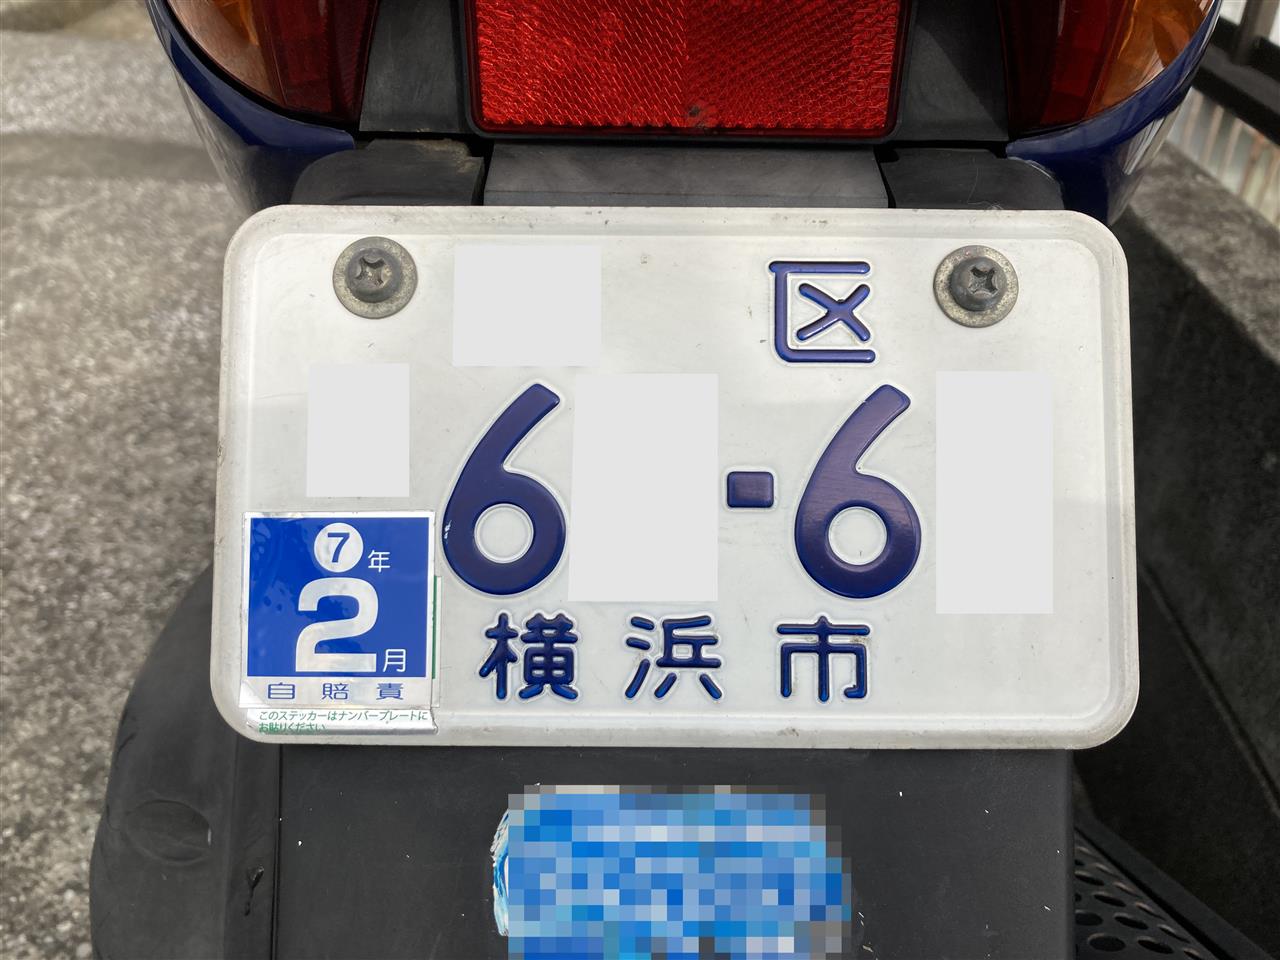 区
6 - 6
7年
2月
自賠責
このステッカーはナンバープレートに
お貼りください
横浜市